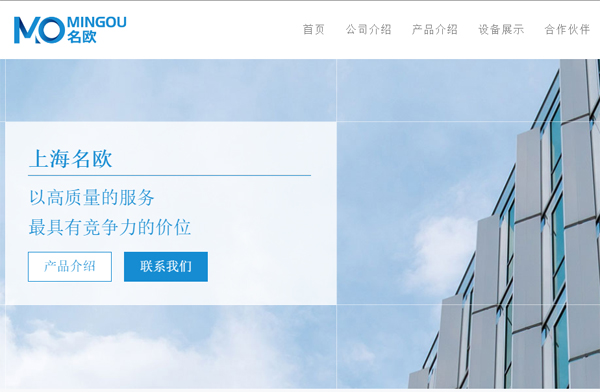 MINGOU
名欧
首页 公司介绍 产品介绍 设备展示 合作伙伴
上海名欧
以高质量的服务
最具有竞争力的价位
产品介绍 联系我们